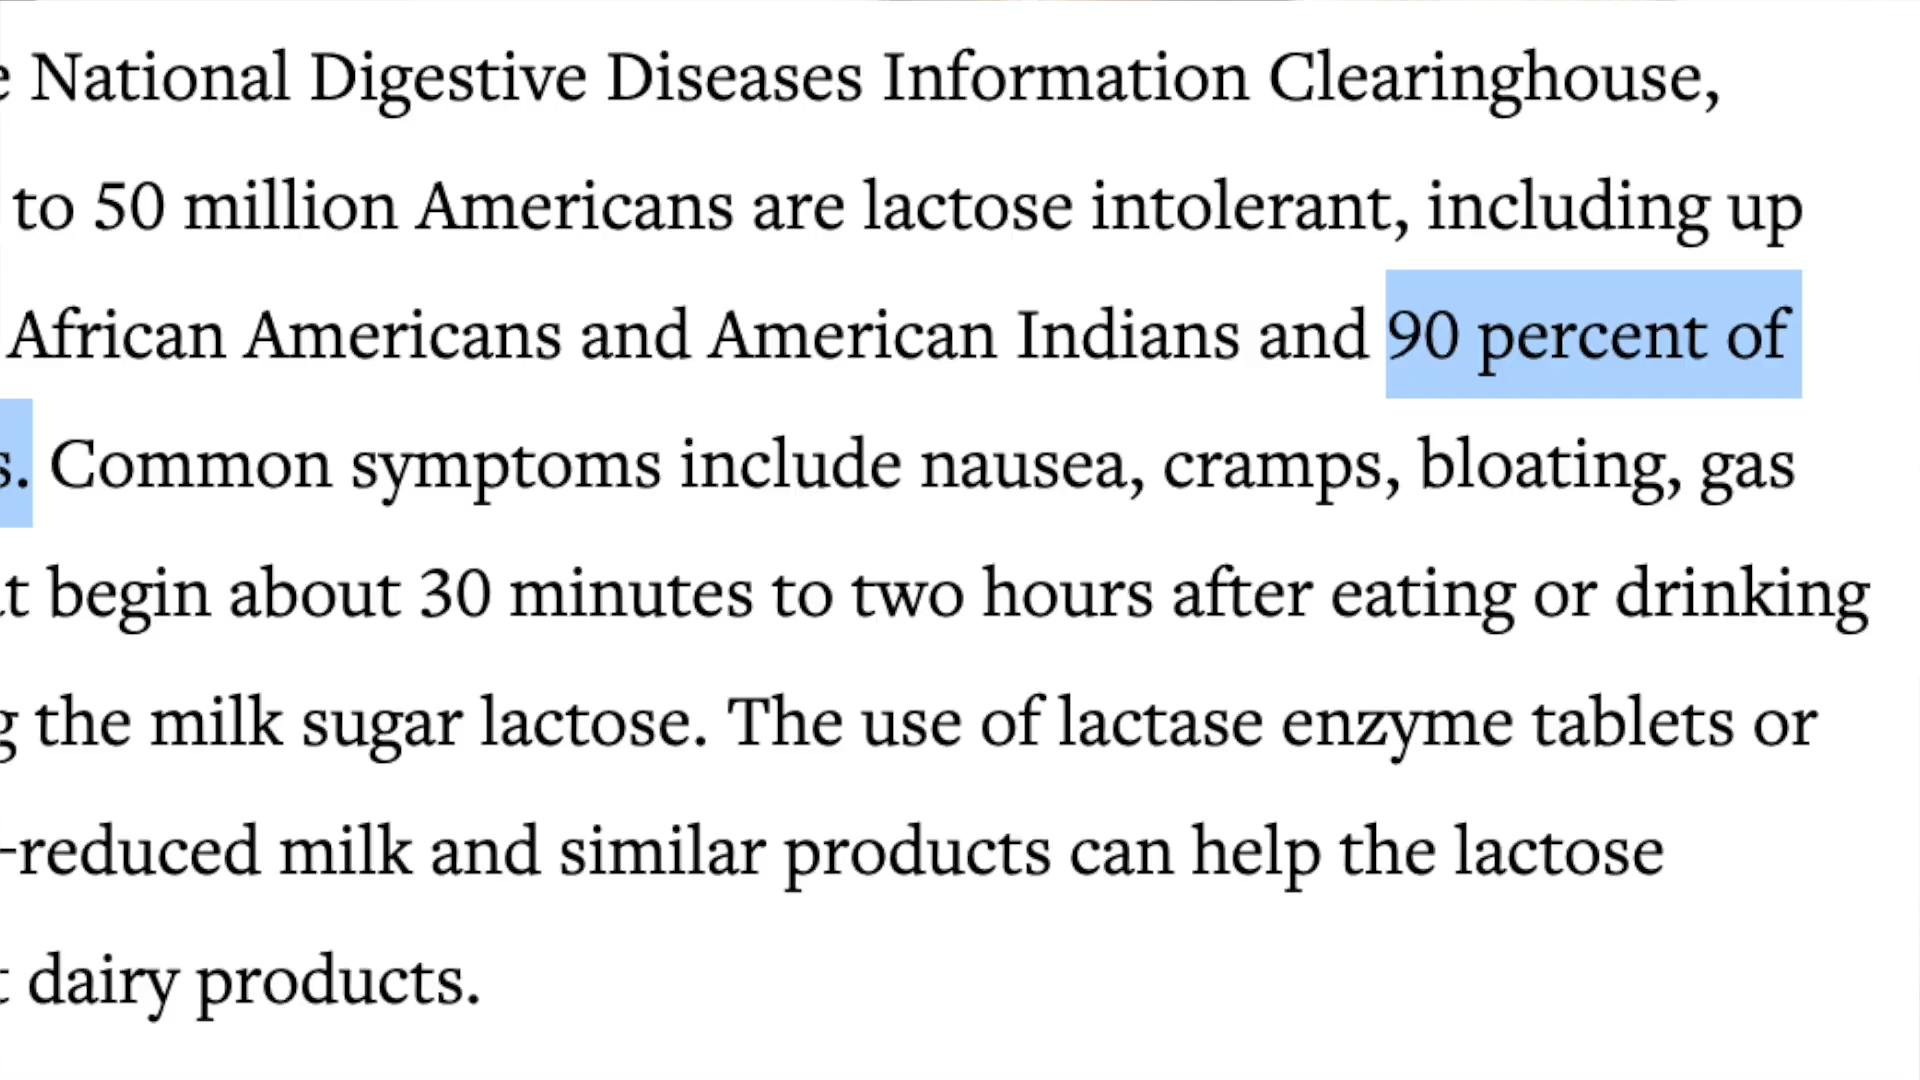 National Digestive Diseases Information Clearinghouse,
to 50 million Americans are lactose intolerant, including up
African Americans and American Indians and 90 percent of
s. Common symptoms include nausea, cramps, bloating, gas
t begin about 30 minutes to two hours after eating or drinking
g the milk sugar lactose. The use of lactase enzyme tablets or
-reduced milk and similar products can help the lactose
t dairy products.